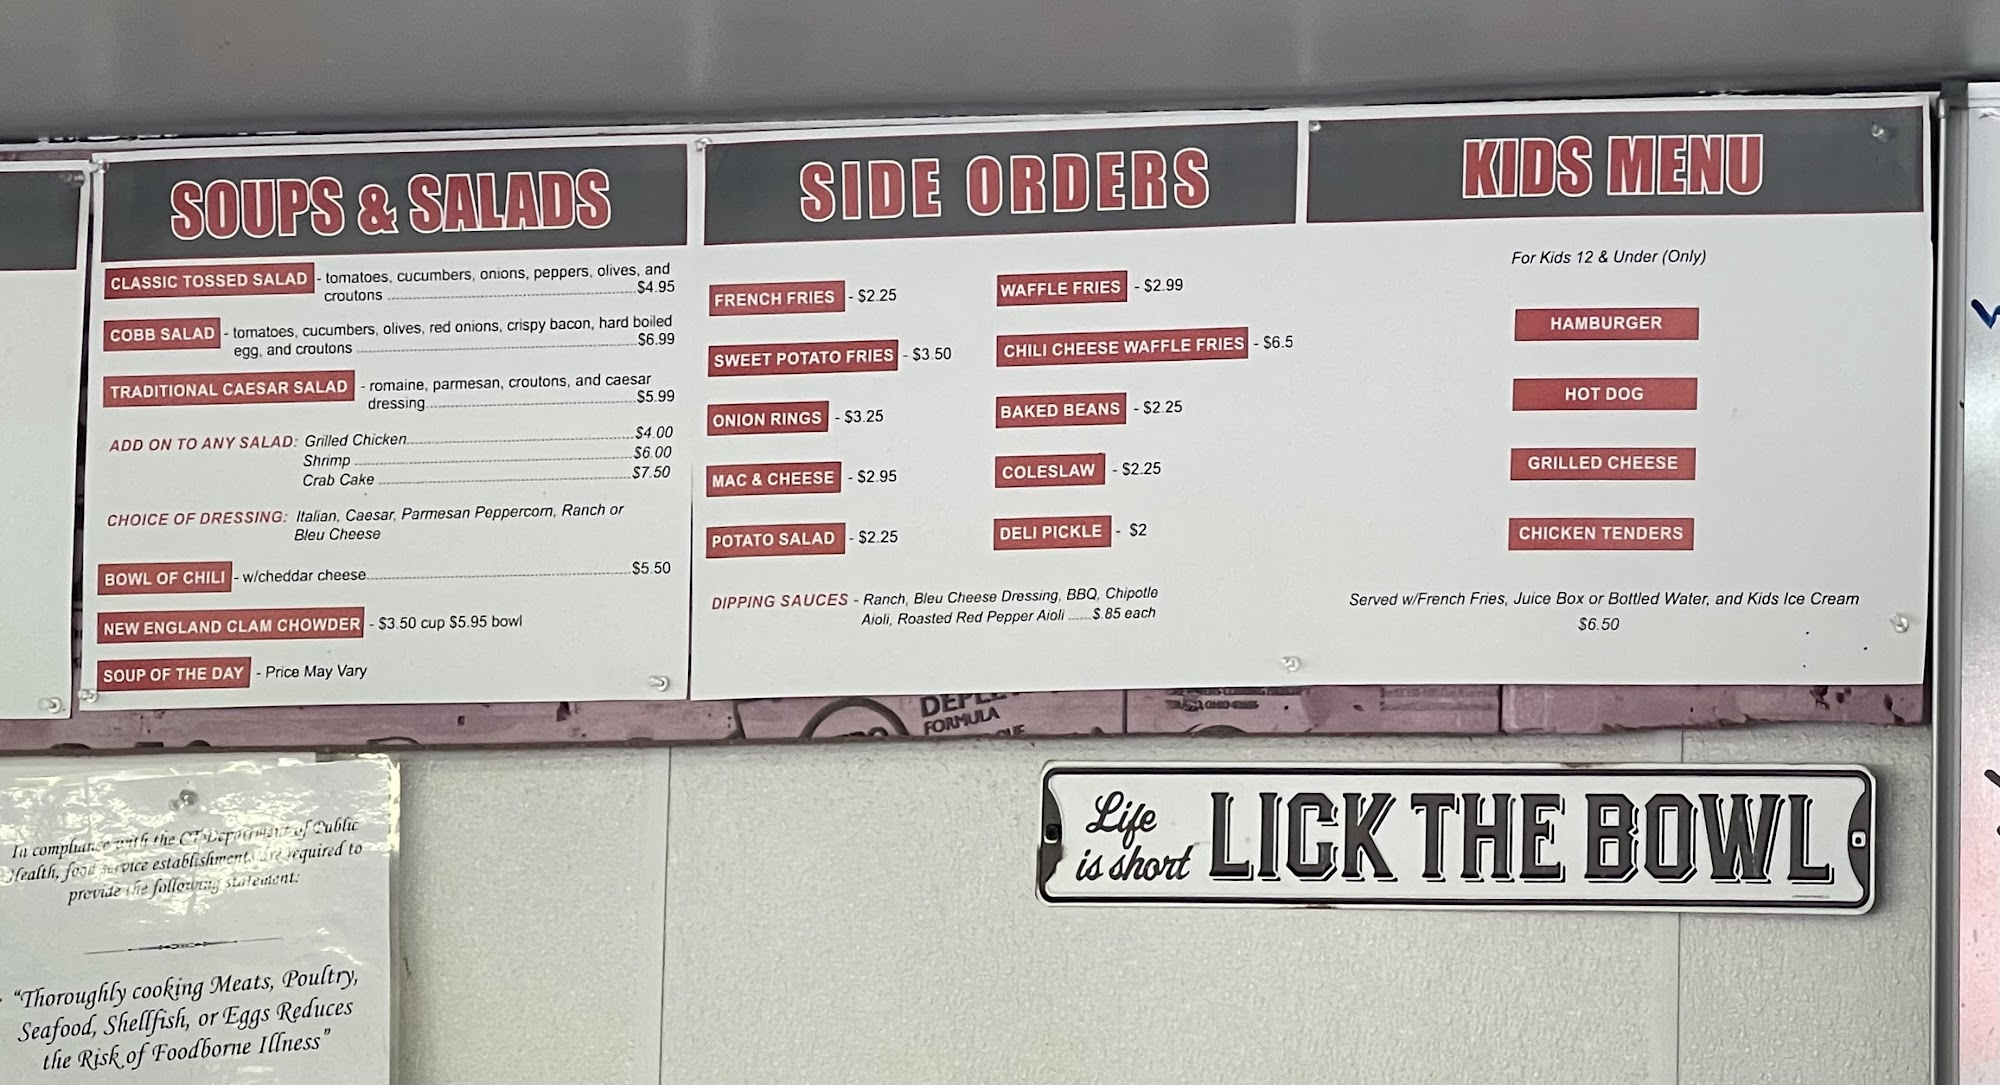 SOUPS & SALADS
CLASSIC TOSSED SALAD - tomatoes, cucumbers, onions, peppers, olives, and
croutons $4.95
COBB SALAD - tomatoes, cucumbers, olives, red onions, crispy bacon, hard boiled
egg, and croutons $6.99
TRADITIONAL CAESAR SALAD - romaine, parmesan, croutons, and caesar
dressing $5.99
ADD ON TO ANY SALAD: Grilled Chicken $4.00
Shrimp $6.00
Crab Cake $7.50
CHOICE OF DRESSING: Italian, Caesar, Parmesan Peppercorn, Ranch or
Bleu Cheese
BOWL OF CHILI - w/cheddar cheese $5.50
NEW ENGLAND CLAM CHOWDER - $3.50 cup $5.95 bowl
SOUP OF THE DAY - Price May Vary
SIDE ORDERS
FRENCH FRIES - $2.25
SWEET POTATO FRIES - $3.50
ONION RINGS - $3.25
MAC & CHEESE - $2.95
POTATO SALAD - $2.25
WAFFLE FRIES - $2.99
CHILI CHEESE WAFFLE FRIES - $6.5
BAKED BEANS - $2.25
COLESLAW - $2.25
DELI PICKLE - $2
DIPPING SAUCES - Ranch, Bleu Cheese Dressing, BBQ, Chipotle
Aioli, Roasted Red Pepper Aioli ......$.85 each
KIDS MENU
For Kids 12 & Under (Only)
HAMBURGER
HOT DOG
GRILLED CHEESE
CHICKEN TENDERS
Served w/French Fries, Juice Box or Bottled Water, and Kids Ice Cream
$6.50
FORMULA
Life
is short
LICK THE BOWL
In compliance with the CT Department of Public
Health, food service establishments are required to
provide the following statement:
"Thoroughly cooking Meats, Poultry,
Seafood, Shellfish, or Eggs Reduces
the Risk of Foodborne Illness"